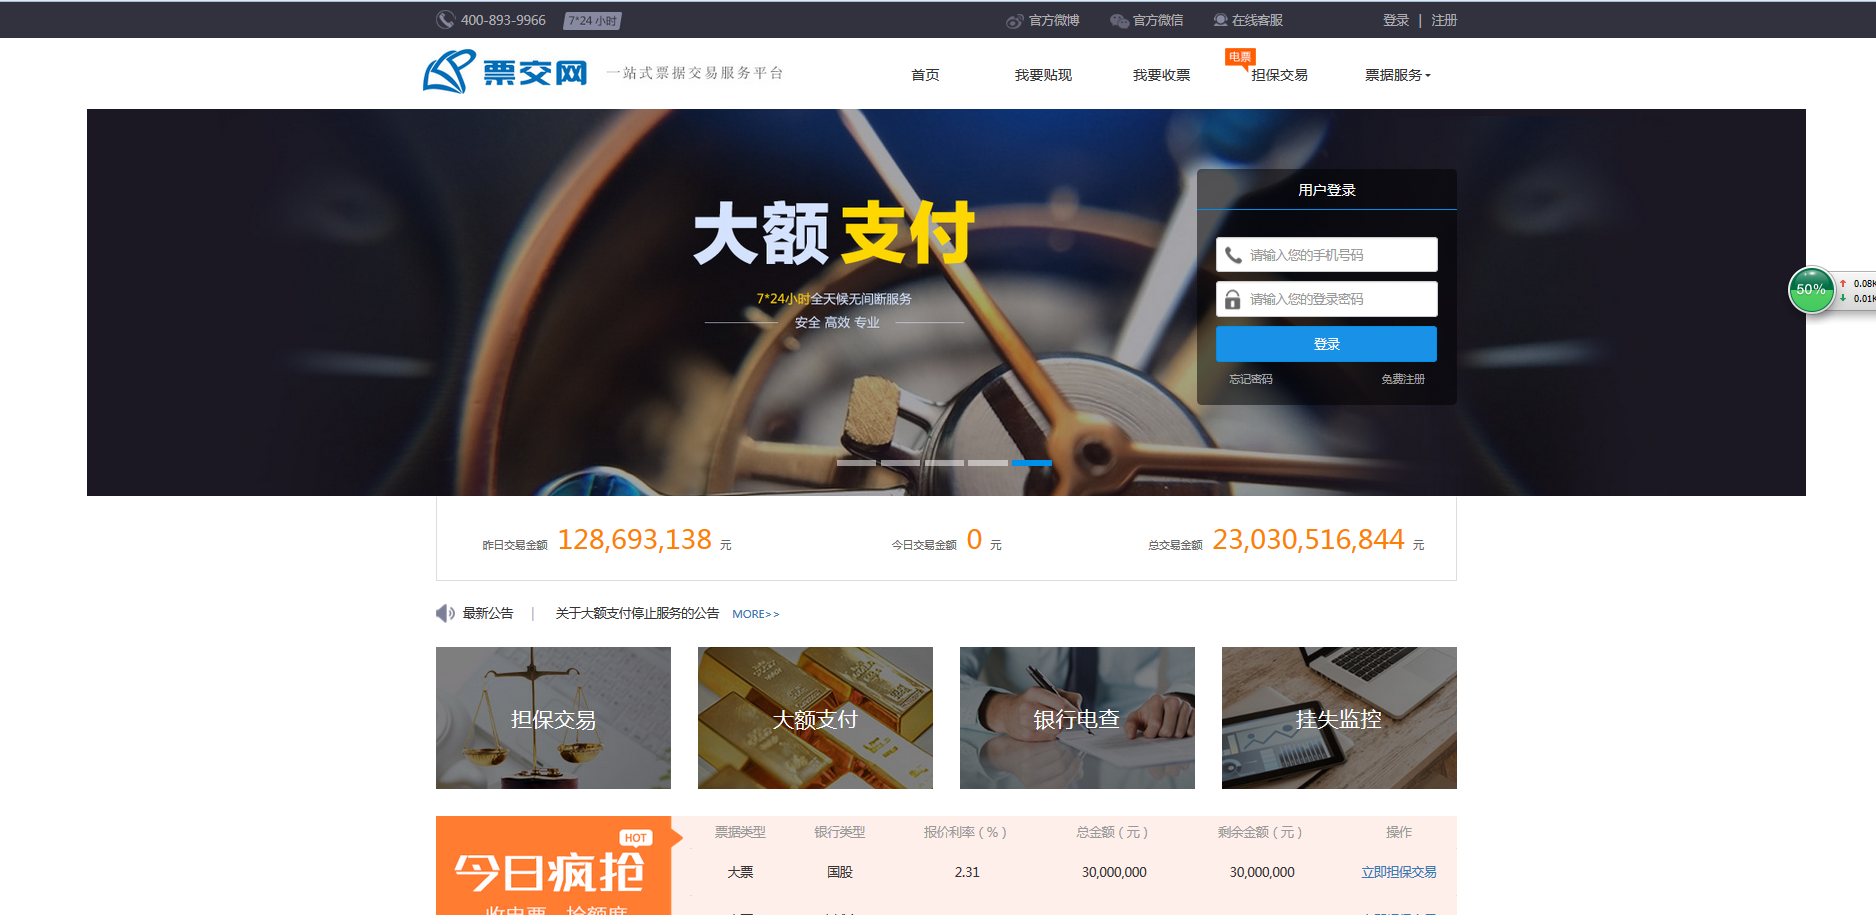 400-893-9966 7*24 小时 官方微博 官方微信 在线客服 登录 | 注册
票交网 一站式票据交易服务平台 首页 我要贴现 我要收票 电票 担保交易 票据服务
大额支付
7*24小时全天候无间断服务
安全 高效 专业
用户登录
请输入您的手机号码
请输入您的登录密码
登录
忘记密码 免费注册
50% 0.08K
0.01K
昨日交易金额 128,693,138 元 今日交易金额 0 元 总交易金额 23,030,516,844 元
最新公告 | 关于大额支付停止服务的公告 MORE>>
担保交易 大额支付 银行电查 挂失监控
HOT
今日疯抢
票据类型 银行类型 报价利率(%) 总金额(元) 剩余金额(元) 操作
大票 国股 2.31 30,000,000 30,000,000 立即担保交易